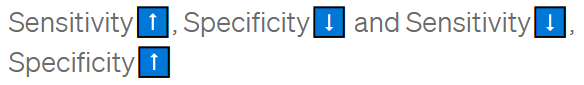 Sensitivity ↑, Specificity ↓ and Sensitivity ↓,
Specificity ↑